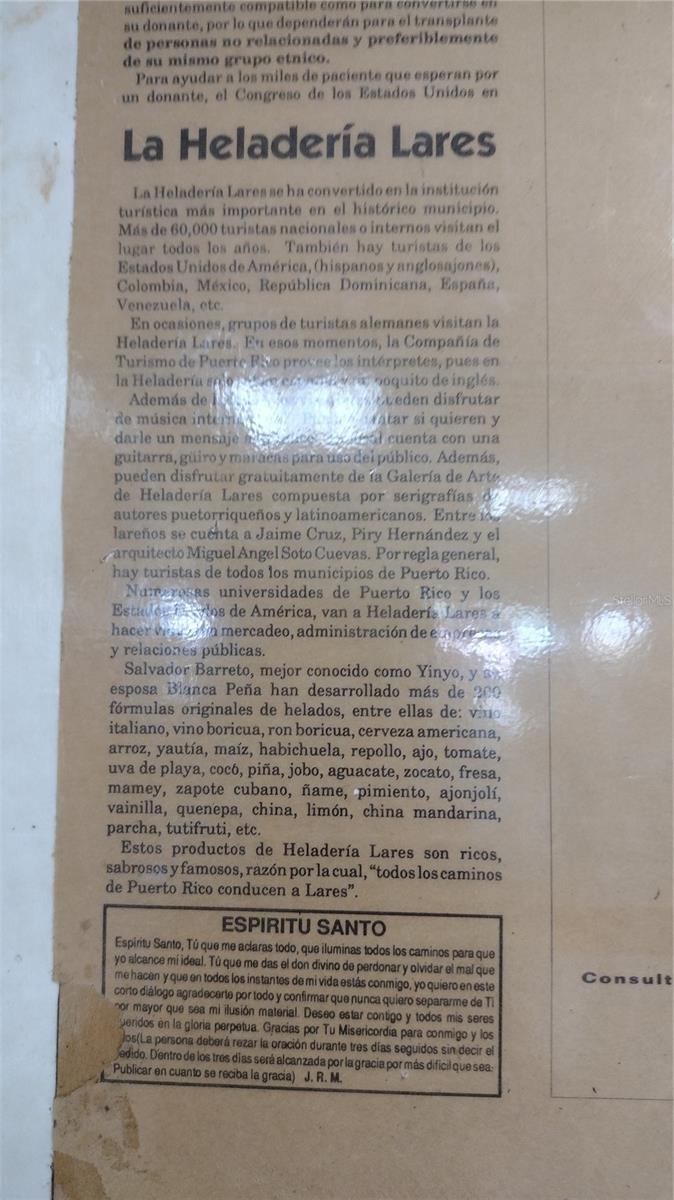 suficientemente compatible como para convertirse en
su donante, por lo que dependerán para el transplante
de personas no relacionadas y preferiblemente
de su mismo grupo etnico.
Para ayudar a los miles de paciente que esperan por
un donante, el Congreso de los Estados Unidos en
La Heladería Lares
La Heladería Lares se ha convertido en la institución
turística más importante en el histórico municipio.
Más de 60,000 turistas nacionales o internos visitan el
lugar todos los años. También hay turistas de los
Estados Unidos de América, (hispanos y anglosajones),
Colombia, México, República Dominicana, España,
Venezuela, etc.
En ocasiones, grupos de turistas alemanes visitan la
Heladería Lares. En esos momentos, la Compañía de
Turismo de Puerto Rico provee los intérpretes, pues en
la Heladería poquito de inglés.
Además de pueden disfrutar
de música si quieren y
darle un mensaje cuenta con una
guitarra, güiro y maracas para uso del público. Además,
pueden disfrutar gratuitamente de la Galería de Arte
de Heladería Lares compuesta por serigrafías de
autores puetorriqueños y latinoamericanos. Entre los
lareños se cuenta a Jaime Cruz, Piry Hernández y el
arquitecto Miguel Angel Soto Cuevas. Por regla general,
hay turistas de todos los municipios de Puerto Rico.
Numerosas universidades de Puerto Rico y los
Estados Unidos de América, van a Heladería Lares a
hacer mercadeo, administración de
y relaciones públicas.
Salvador Barreto, mejor conocido como Yinyo, y su
esposa Blanca Peña han desarrollado más de 200
fórmulas originales de helados, entre ellas de: vino
italiano, vino boricua, ron boricua, cerveza americana,
arroz, yautía, maíz, habichuela, repollo, ajo, tomate,
uva de playa, cocó, piña, jobo, aguacate, zocato, fresa,
mamey, zapote cubano, ñame, pimiento, ajonjolí,
vainilla, quenepa, china, limón, china mandarina,
parcha, tutifruti, etc.
Estos productos de Heladería Lares son ricos,
sabrosos y famosos, razón por la cual, "todos los caminos
de Puerto Rico conducen a Lares".
ESPIRITU SANTO
Espíritu Santo, Tú que me aclaras todo, que iluminas todos los caminos para que
yo alcance mi ideal. Tú que me das el don divino de perdonar y olvidar el mal que
me hacen y que en todos los instantes de mi vida estás conmigo, yo quiero en este
corto diálogo agradecerte por todo y confirmar que nunca quiero separarme de Ti
por mayor que sea mi ilusión material. Deseo estar contigo y todos mis seres
queridos en la gloria perpetua. Gracias por Tu Misericordia para conmigo y los
(La persona deberá rezar la oración durante tres días seguidos sin decir el
pedido. Dentro de los tres días será alcanzada por la gracia por más difícil que sea.
Publicar en cuanto se reciba la gracia) J. R. M.
Consult
StellarMLS